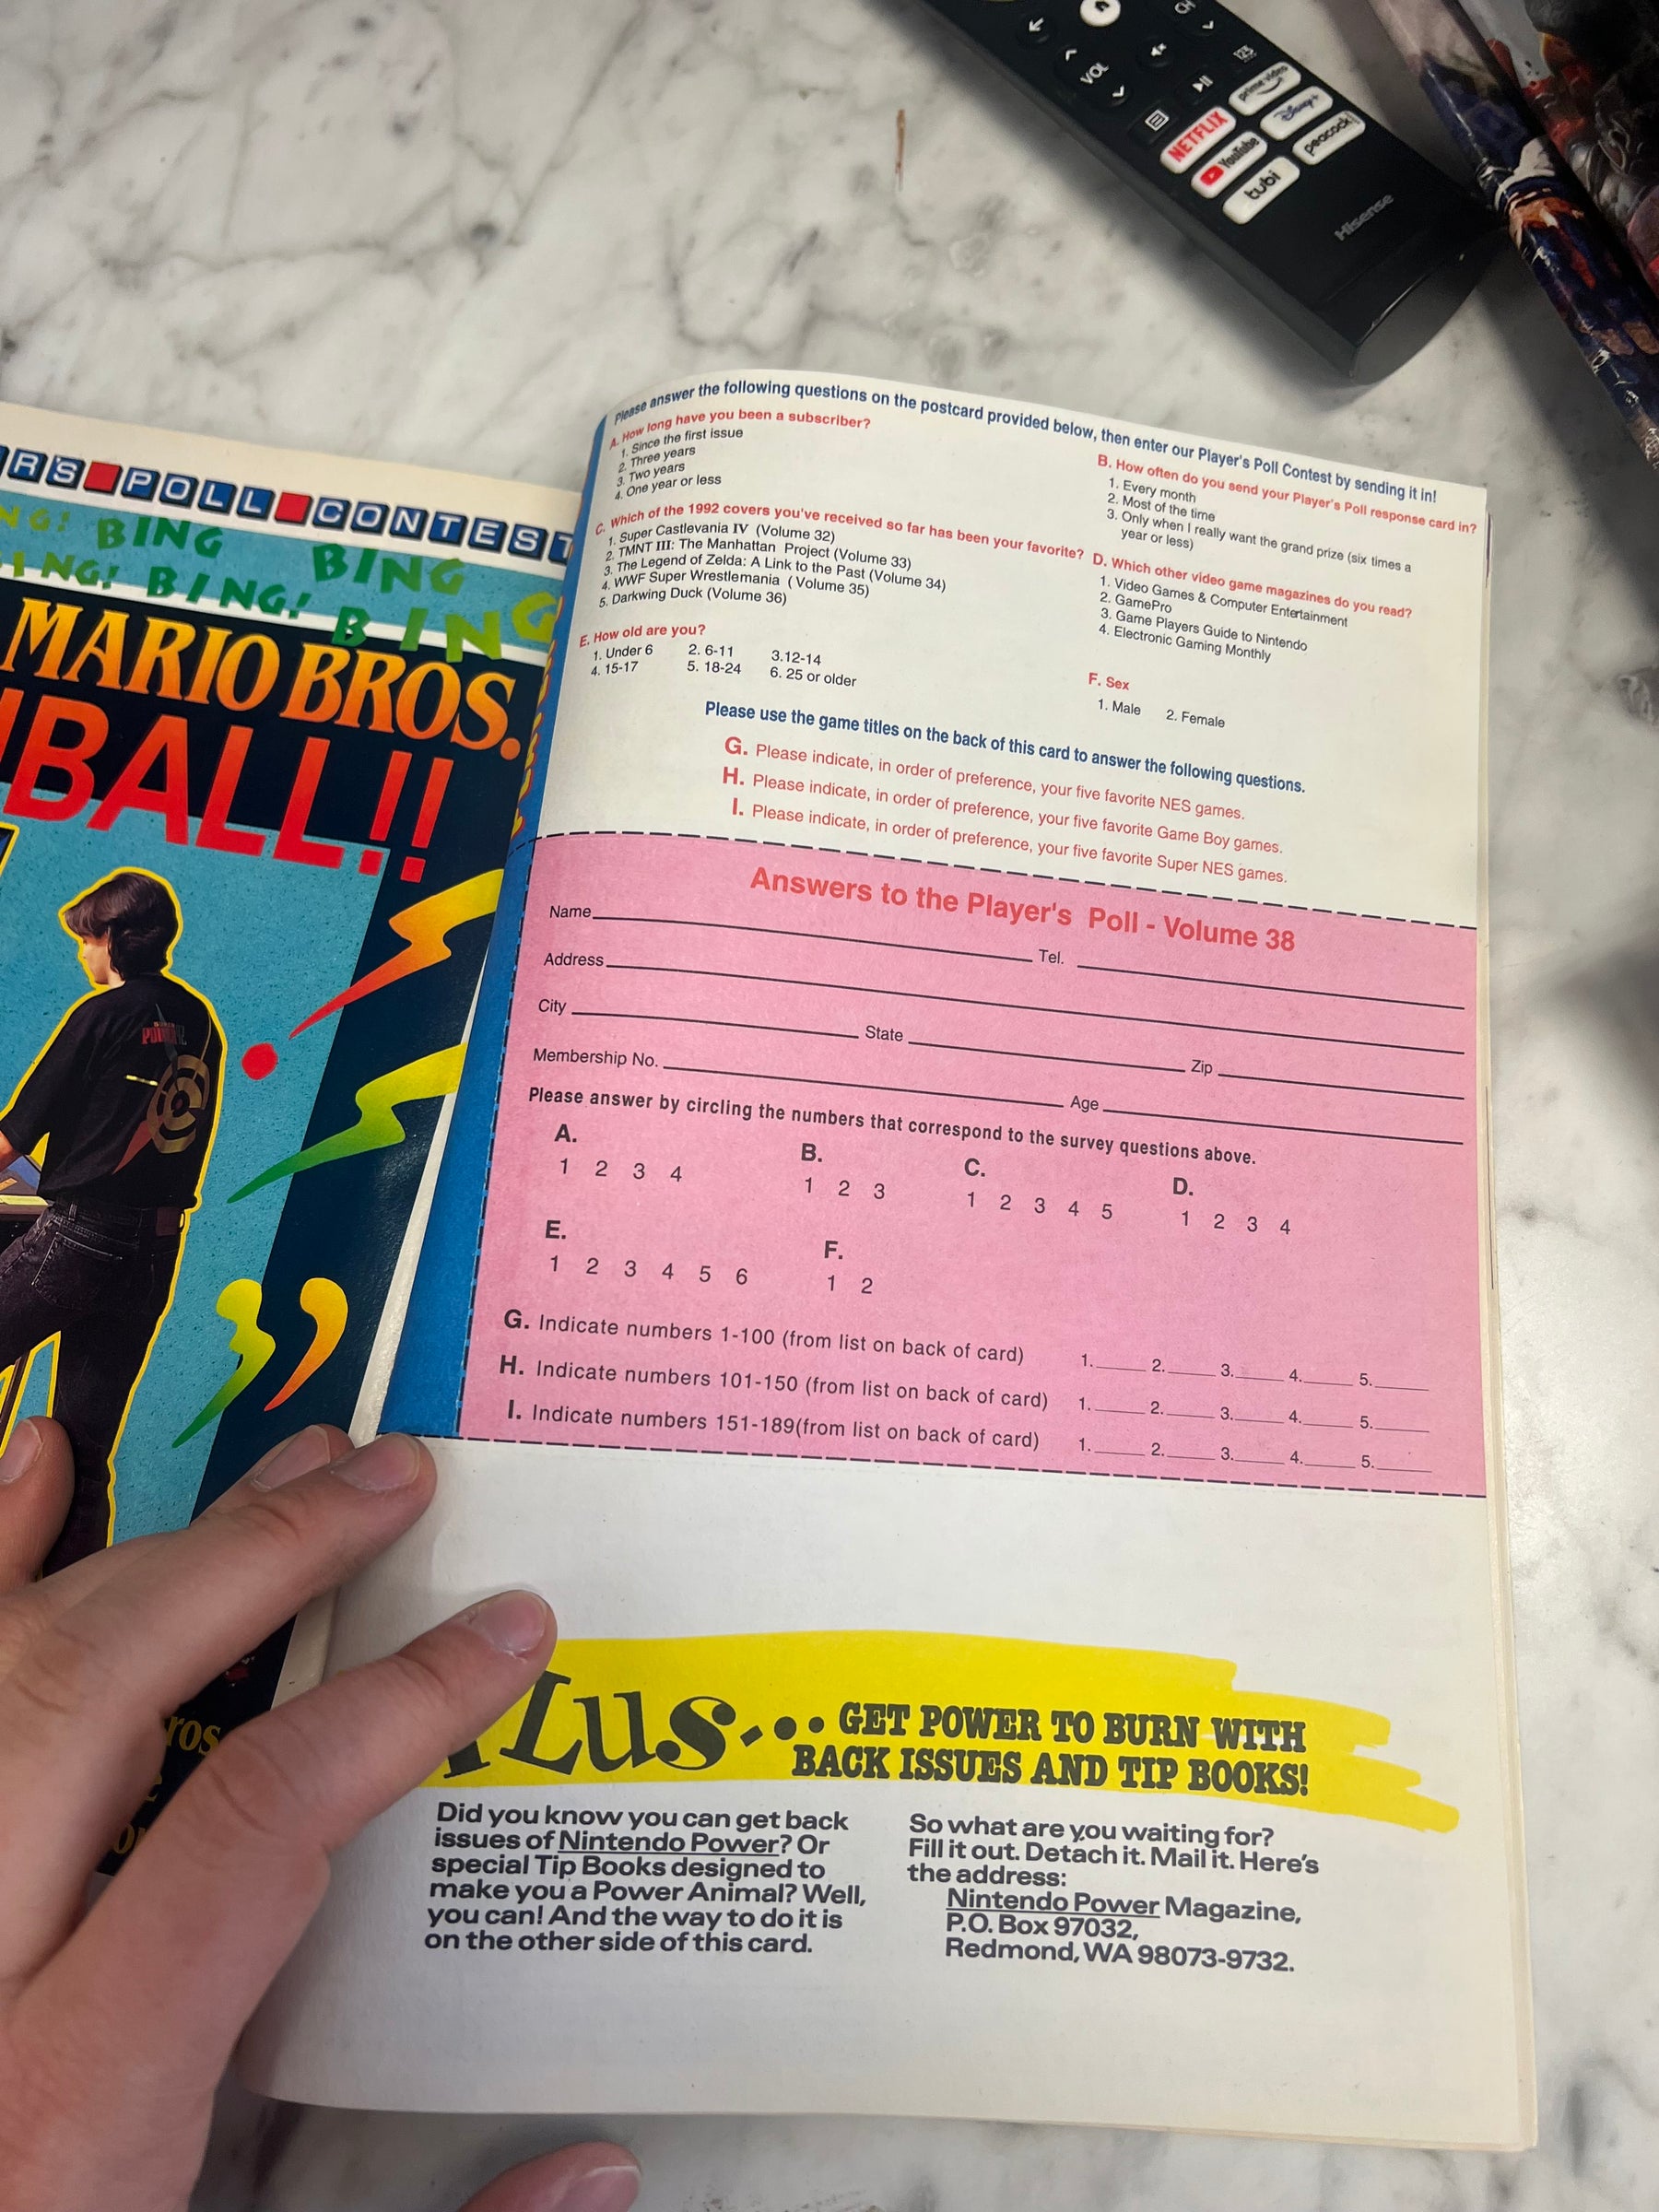 CH
VOL
123
prime video
NETFLIX
Disney+
YouTube
peacock
tubi
Hisense
RS POLL CONTEST
NG! BING BING
ING! BING! BING
MARIO BROS.
BALL!!
Please answer the following questions on the postcard provided below, then enter our Player's Poll Contest by sending it in!
A. How long have you been a subscriber?
1. Since the first issue
2. Three years
3. Two years
4. One year or less
B. How often do you send your Player's Poll response card in?
1. Every month
2. Most of the time
3. Only when I really want the grand prize (six times a
year or less)
C. Which of the 1992 covers you've received so far has been your favorite?
1. Super Castlevania IV (Volume 32)
2. TMNT III: The Manhattan Project (Volume 33)
3. The Legend of Zelda: A Link to the Past (Volume 34)
4. WWF Super Wrestlemania ( Volume 35)
5. Darkwing Duck (Volume 36)
D. Which other video game magazines do you read?
1. Video Games & Computer Entertainment
2. GamePro
3. Game Players Guide to Nintendo
4. Electronic Gaming Monthly
E. How old are you?
1. Under 6 2. 6-11 3.12-14
4. 15-17 5. 18-24 6. 25 or older
F. Sex
1. Male 2. Female
Please use the game titles on the back of this card to answer the following questions.
G. Please indicate, in order of preference, your five favorite NES games.
H. Please indicate, in order of preference, your five favorite Game Boy games.
I. Please indicate, in order of preference, your five favorite Super NES games.
Answers to the Player's Poll - Volume 38
Name Tel.
Address
City State Zip
Membership No. Age
Please answer by circling the numbers that correspond to the survey questions above.
A. B. C. D.
1 2 3 4 1 2 3 1 2 3 4 5 1 2 3 4
E. F.
1 2 3 4 5 6 1 2
G. Indicate numbers 1-100 (from list on back of card) 1. 2. 3. 4. 5.
H. Indicate numbers 101-150 (from list on back of card) 1. 2. 3. 4. 5.
I. Indicate numbers 151-189(from list on back of card) 1. 2. 3. 4. 5.
PLUS... GET POWER TO BURN WITH
BACK ISSUES AND TIP BOOKS!
Did you know you can get back
issues of Nintendo Power? Or
special Tip Books designed to
make you a Power Animal? Well,
you can! And the way to do it is
on the other side of this card.
So what are you waiting for?
Fill it out. Detach it. Mail it. Here's
the address:
Nintendo Power Magazine,
P.O. Box 97032,
Redmond, WA 98073-9732.